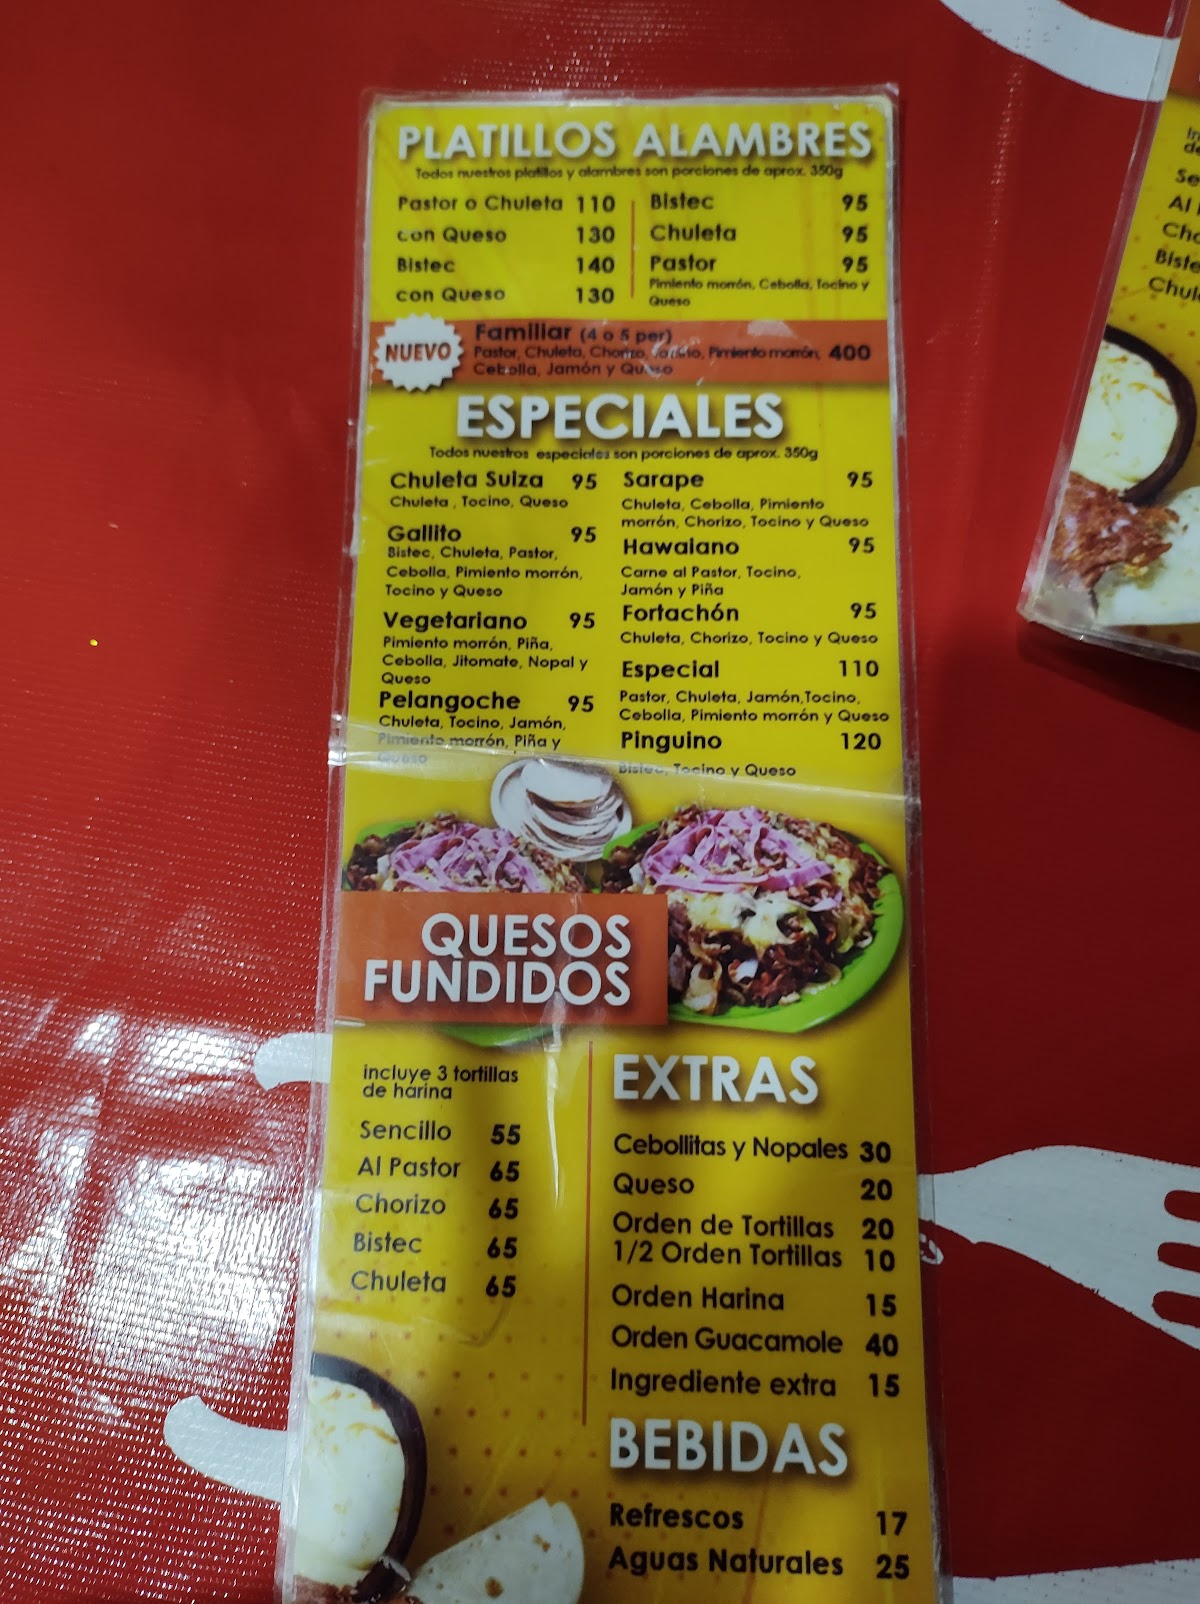 PLATILLOS ALAMBRES
Todos nuestros platillos y alambres son porciones de aprox. 350g
Pastor o Chuleta 110
con Queso 130
Bistec 140
con Queso 130
Bistec 95
Chuleta 95
Pastor 95
Pimiento morrón, Cebolla, Tocino y
Queso
NUEVO
Familiar (4 o 5 per)
Pastor, Chuleta, Chorizo, Tocino, Pimiento morrón, 400
Cebolla, Jamón y Queso
ESPECIALES
Todos nuestros especiales son porciones de aprox. 350g
Chuleta Suiza 95
Chuleta , Tocino, Queso
Gallito 95
Bistec, Chuleta, Pastor,
Cebolla, Pimiento morrón,
Tocino y Queso
Vegetariano 95
Pimiento morrón, Piña,
Cebolla, Jitomate, Nopal y
Queso
Pelangoche 95
Chuleta, Tocino, Jamón,
Pimiento morrón, Piña y
Queso
Sarape 95
Chuleta, Cebolla, Pimiento
morrón, Chorizo, Tocino y Queso
Hawaiano 95
Carne al Pastor, Tocino,
Jamón y Piña
Fortachón 95
Chuleta, Chorizo, Tocino y Queso
Especial 110
Pastor, Chuleta, Jamón,Tocino,
Cebolla, Pimiento morrón y Queso
Pinguino 120
Bistec, Tocino y Queso
QUESOS
FUNDIDOS
incluye 3 tortillas
de harina
Sencillo 55
Al Pastor 65
Chorizo 65
Bistec 65
Chuleta 65
EXTRAS
Cebollitas y Nopales 30
Queso 20
Orden de Tortillas 20
1/2 Orden Tortillas 10
Orden Harina 15
Orden Guacamole 40
Ingrediente extra 15
BEBIDAS
Refrescos 17
Aguas Naturales 25